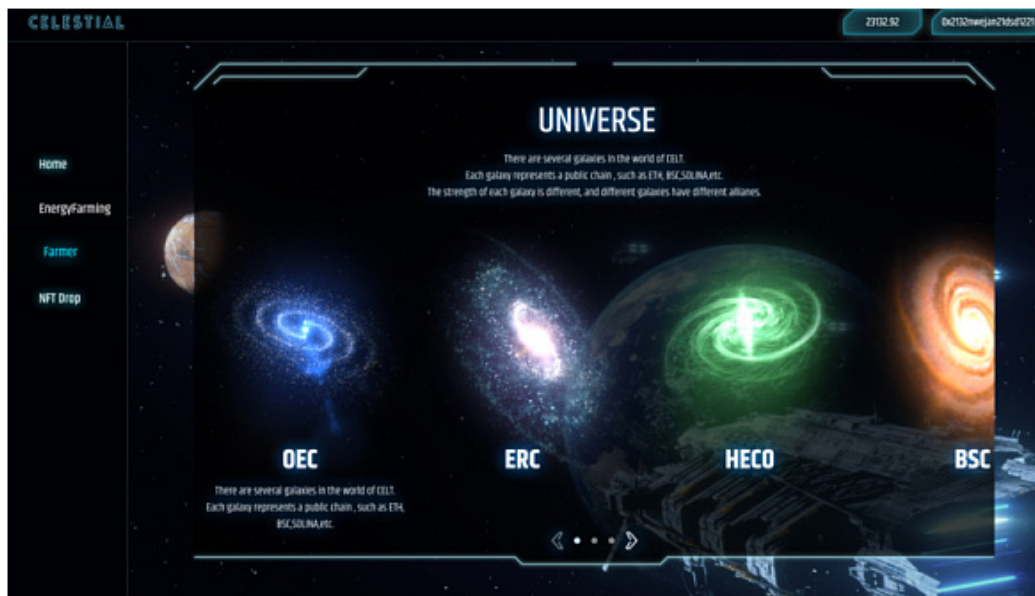 CELESTIAL
23132.92
0x2132nwejan21dsd1221
Home
EnergyFarming
Farmer
NFT Drop
UNIVERSE
There are several galaxies in the world of CELT.
Each galaxy represents a public chain , such as ETH, BSC,SOLINA,etc.
The strength of each galaxy is different, and different galaxies have different allianes.
OEC
ERC
HECO
BSC
There are several galaxies in the world of CELT.
Each galaxy represents a public chain , such as ETH,
BSC,SOLINA,etc.